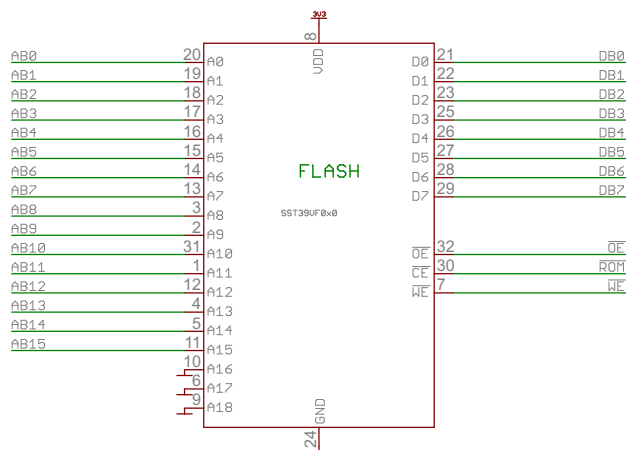 3V3
8
VDD
AB0 20 A0 D0 21 DB0
AB1 19 A1 D1 22 DB1
AB2 18 A2 D2 23 DB2
AB3 17 A3 D3 25 DB3
AB4 16 A4 D4 26 DB4
AB5 15 A5 D5 27 DB5
AB6 14 A6 FLASH D6 28 DB6
AB7 13 A7 D7 29 DB7
AB8 3 A8 SST39VF0x0
AB9 2 A9
AB10 31 A10 OE 32 OE
AB11 1 A11 CE 30 ROM
AB12 12 A12 WE 7 WE
AB13 4 A13
AB14 5 A14
AB15 11 A15
10 A16
6 A17
9 A18
GND
24